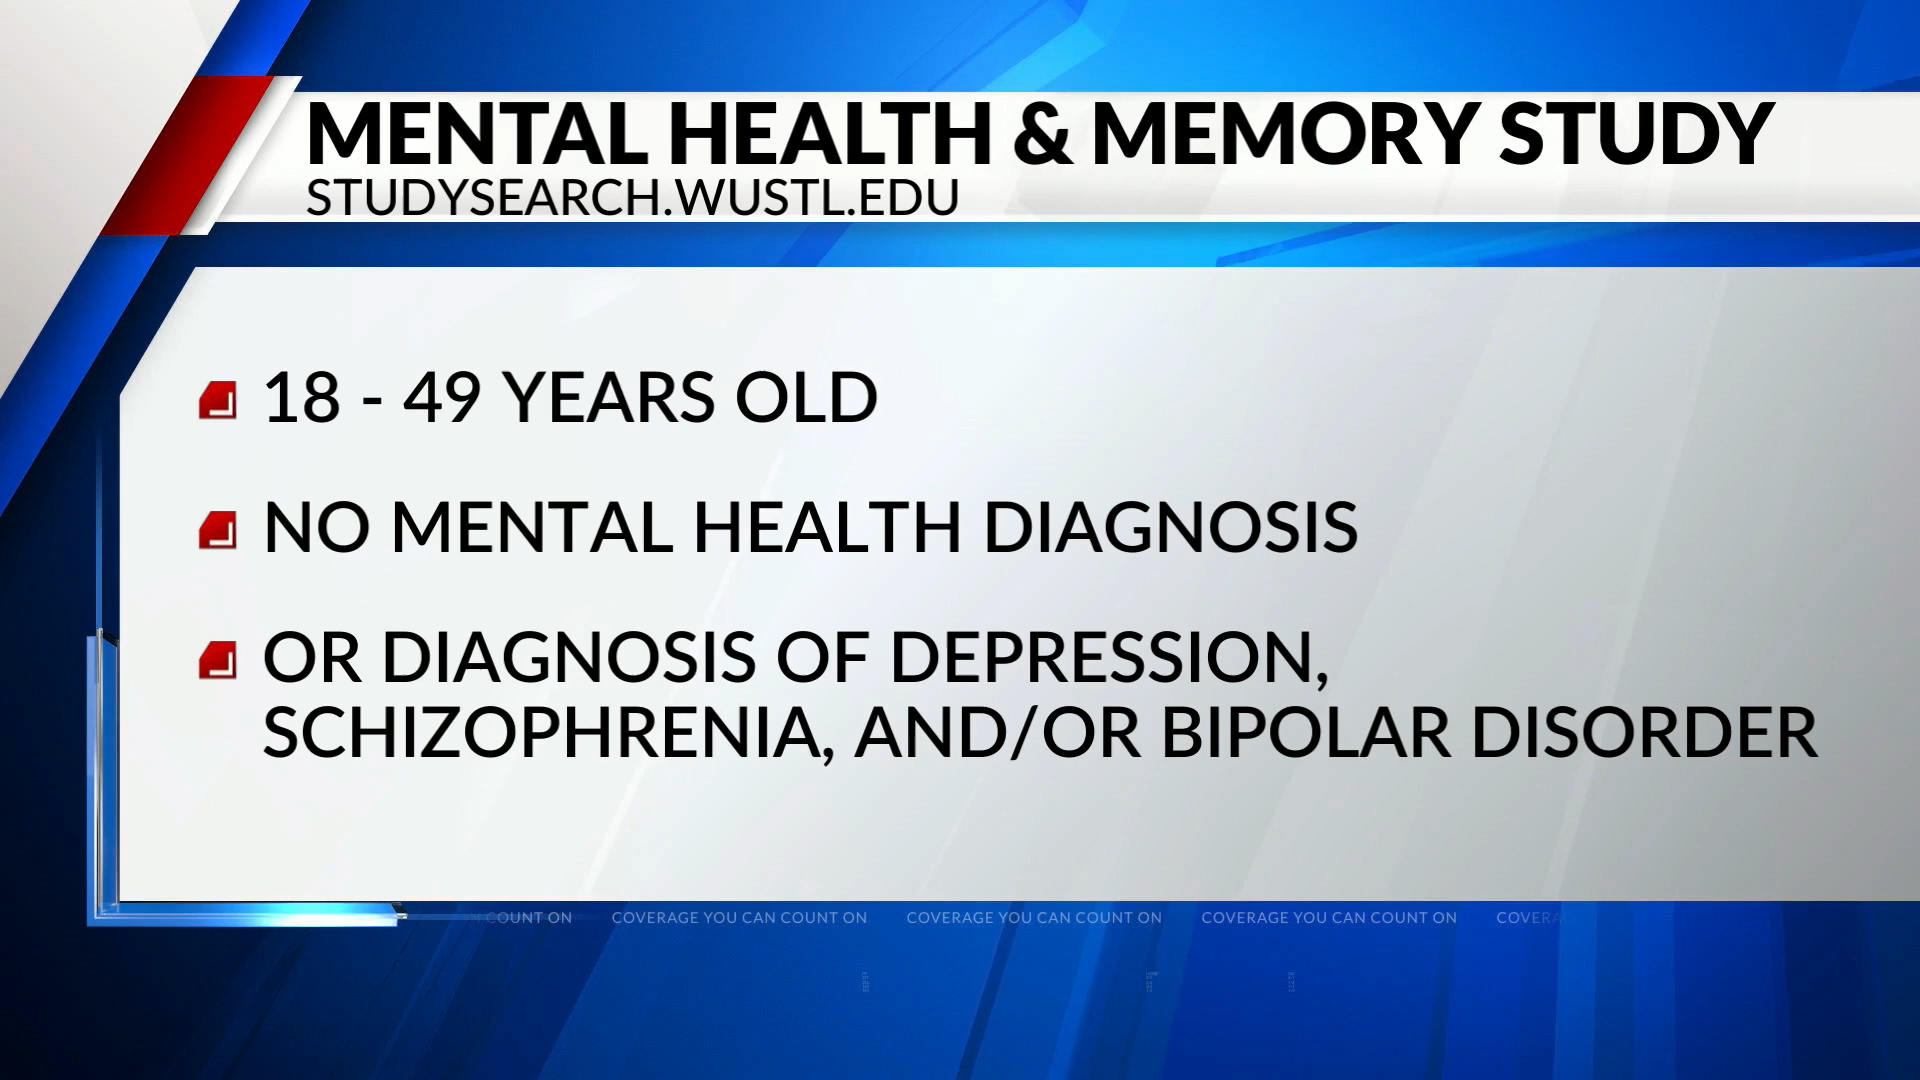 MENTAL HEALTH & MEMORY STUDY
STUDYSEARCH.WUSTL.EDU
18 - 49 YEARS OLD
NO MENTAL HEALTH DIAGNOSIS
OR DIAGNOSIS OF DEPRESSION,
SCHIZOPHRENIA, AND/OR BIPOLAR DISORDER
COUNT ON COVERAGE YOU CAN COUNT ON COVERAGE YOU CAN COUNT ON COVERAGE YOU CAN COUNT ON